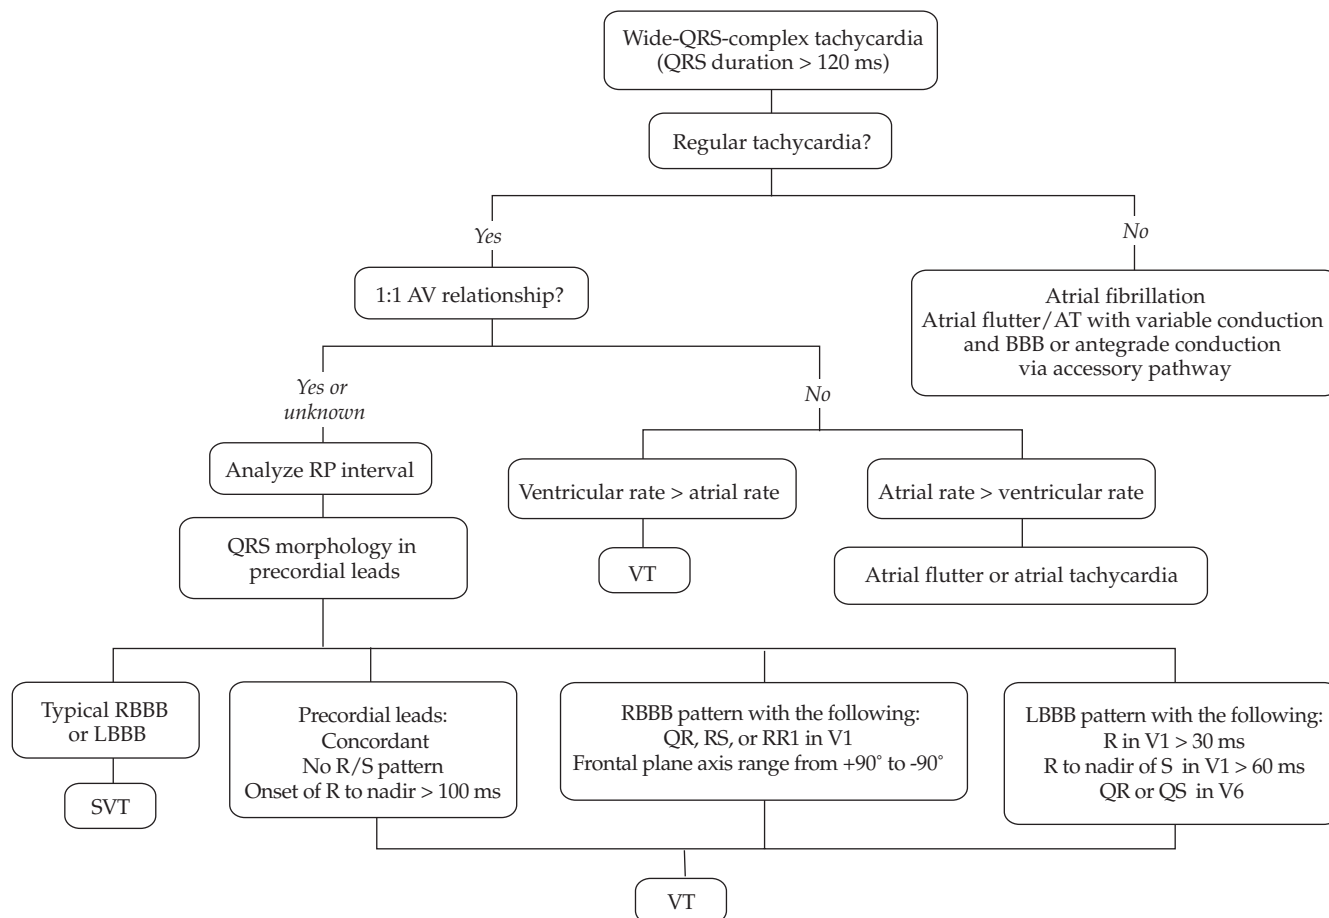 Wide-QRS-complex tachycardia
(QRS duration > 120 ms)
Regular tachycardia?
Yes
No
1:1 AV relationship?
Atrial fibrillation
Atrial flutter/AT with variable conduction
and BBB or antegrade conduction
via accessory pathway
Yes or
unknown
No
Analyze RP interval
Ventricular rate > atrial rate
Atrial rate > ventricular rate
QRS morphology in
precordial leads
VT
Atrial flutter or atrial tachycardia
Typical RBBB
or LBBB
Precordial leads:
Concordant
No R/S pattern
Onset of R to nadir > 100 ms
RBBB pattern with the following:
QR, RS, or RR1 in V1
Frontal plane axis range from +90° to -90°
LBBB pattern with the following:
R in V1 > 30 ms
R to nadir of S in V1 > 60 ms
QR or QS in V6
SVT
VT